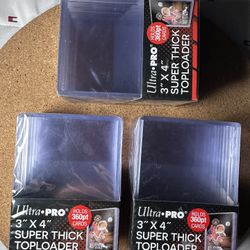 HOLDS
360pt
CARDS
Ultra•PRO®
3" X 4"
SUPER THICK
TOPLOADER
Ultra•PRO®
3" X 4"
SUPER THICK
TOPLOADER
HOLDS
360pt
CARDS
Ultra•PRO®
3" X 4"
SUPER THICK
TOPLOADER
HOLDS
360pt
CARDS